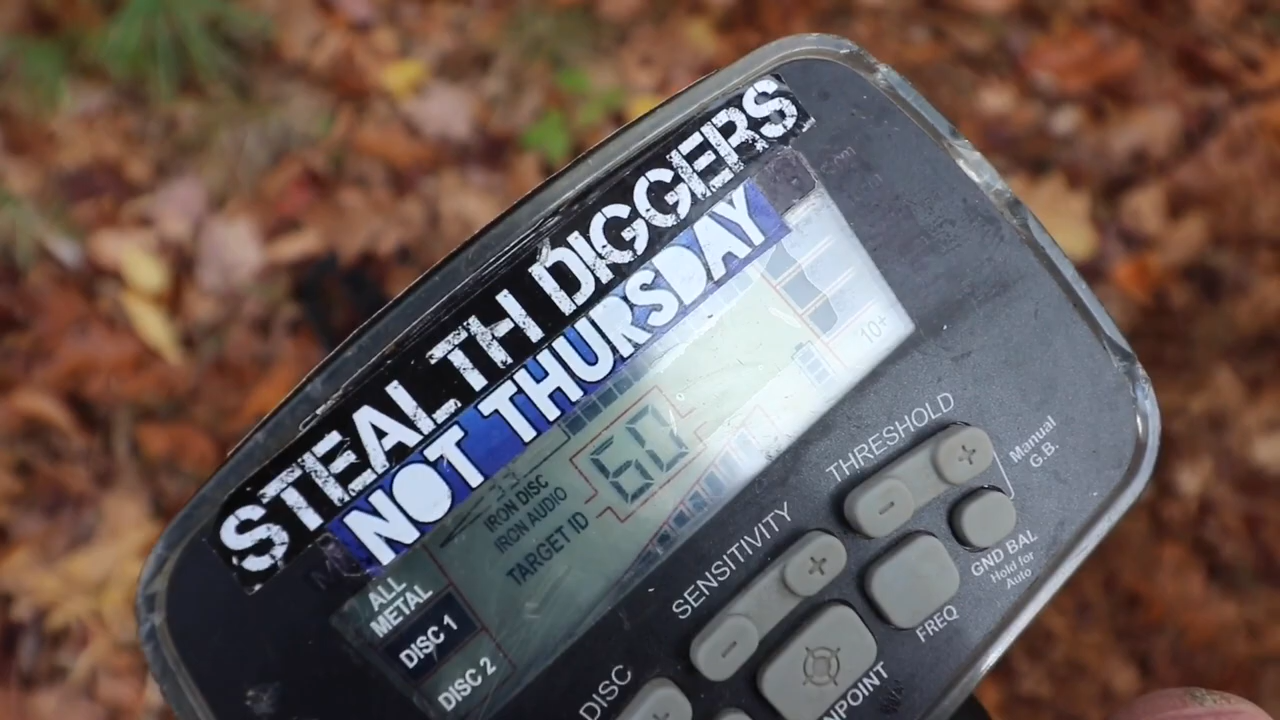 STEALTH DIGGERS
NOT THURSDAY
10+
60
IRON DISC
IRON AUDIO
TARGET ID
ALL
METAL
DISC 1
DISC 2
THRESHOLD
+
-
Manual
G.B.
SENSITIVITY
+
-
GND BAL
Hold for
Auto
FREQ
DISC
+